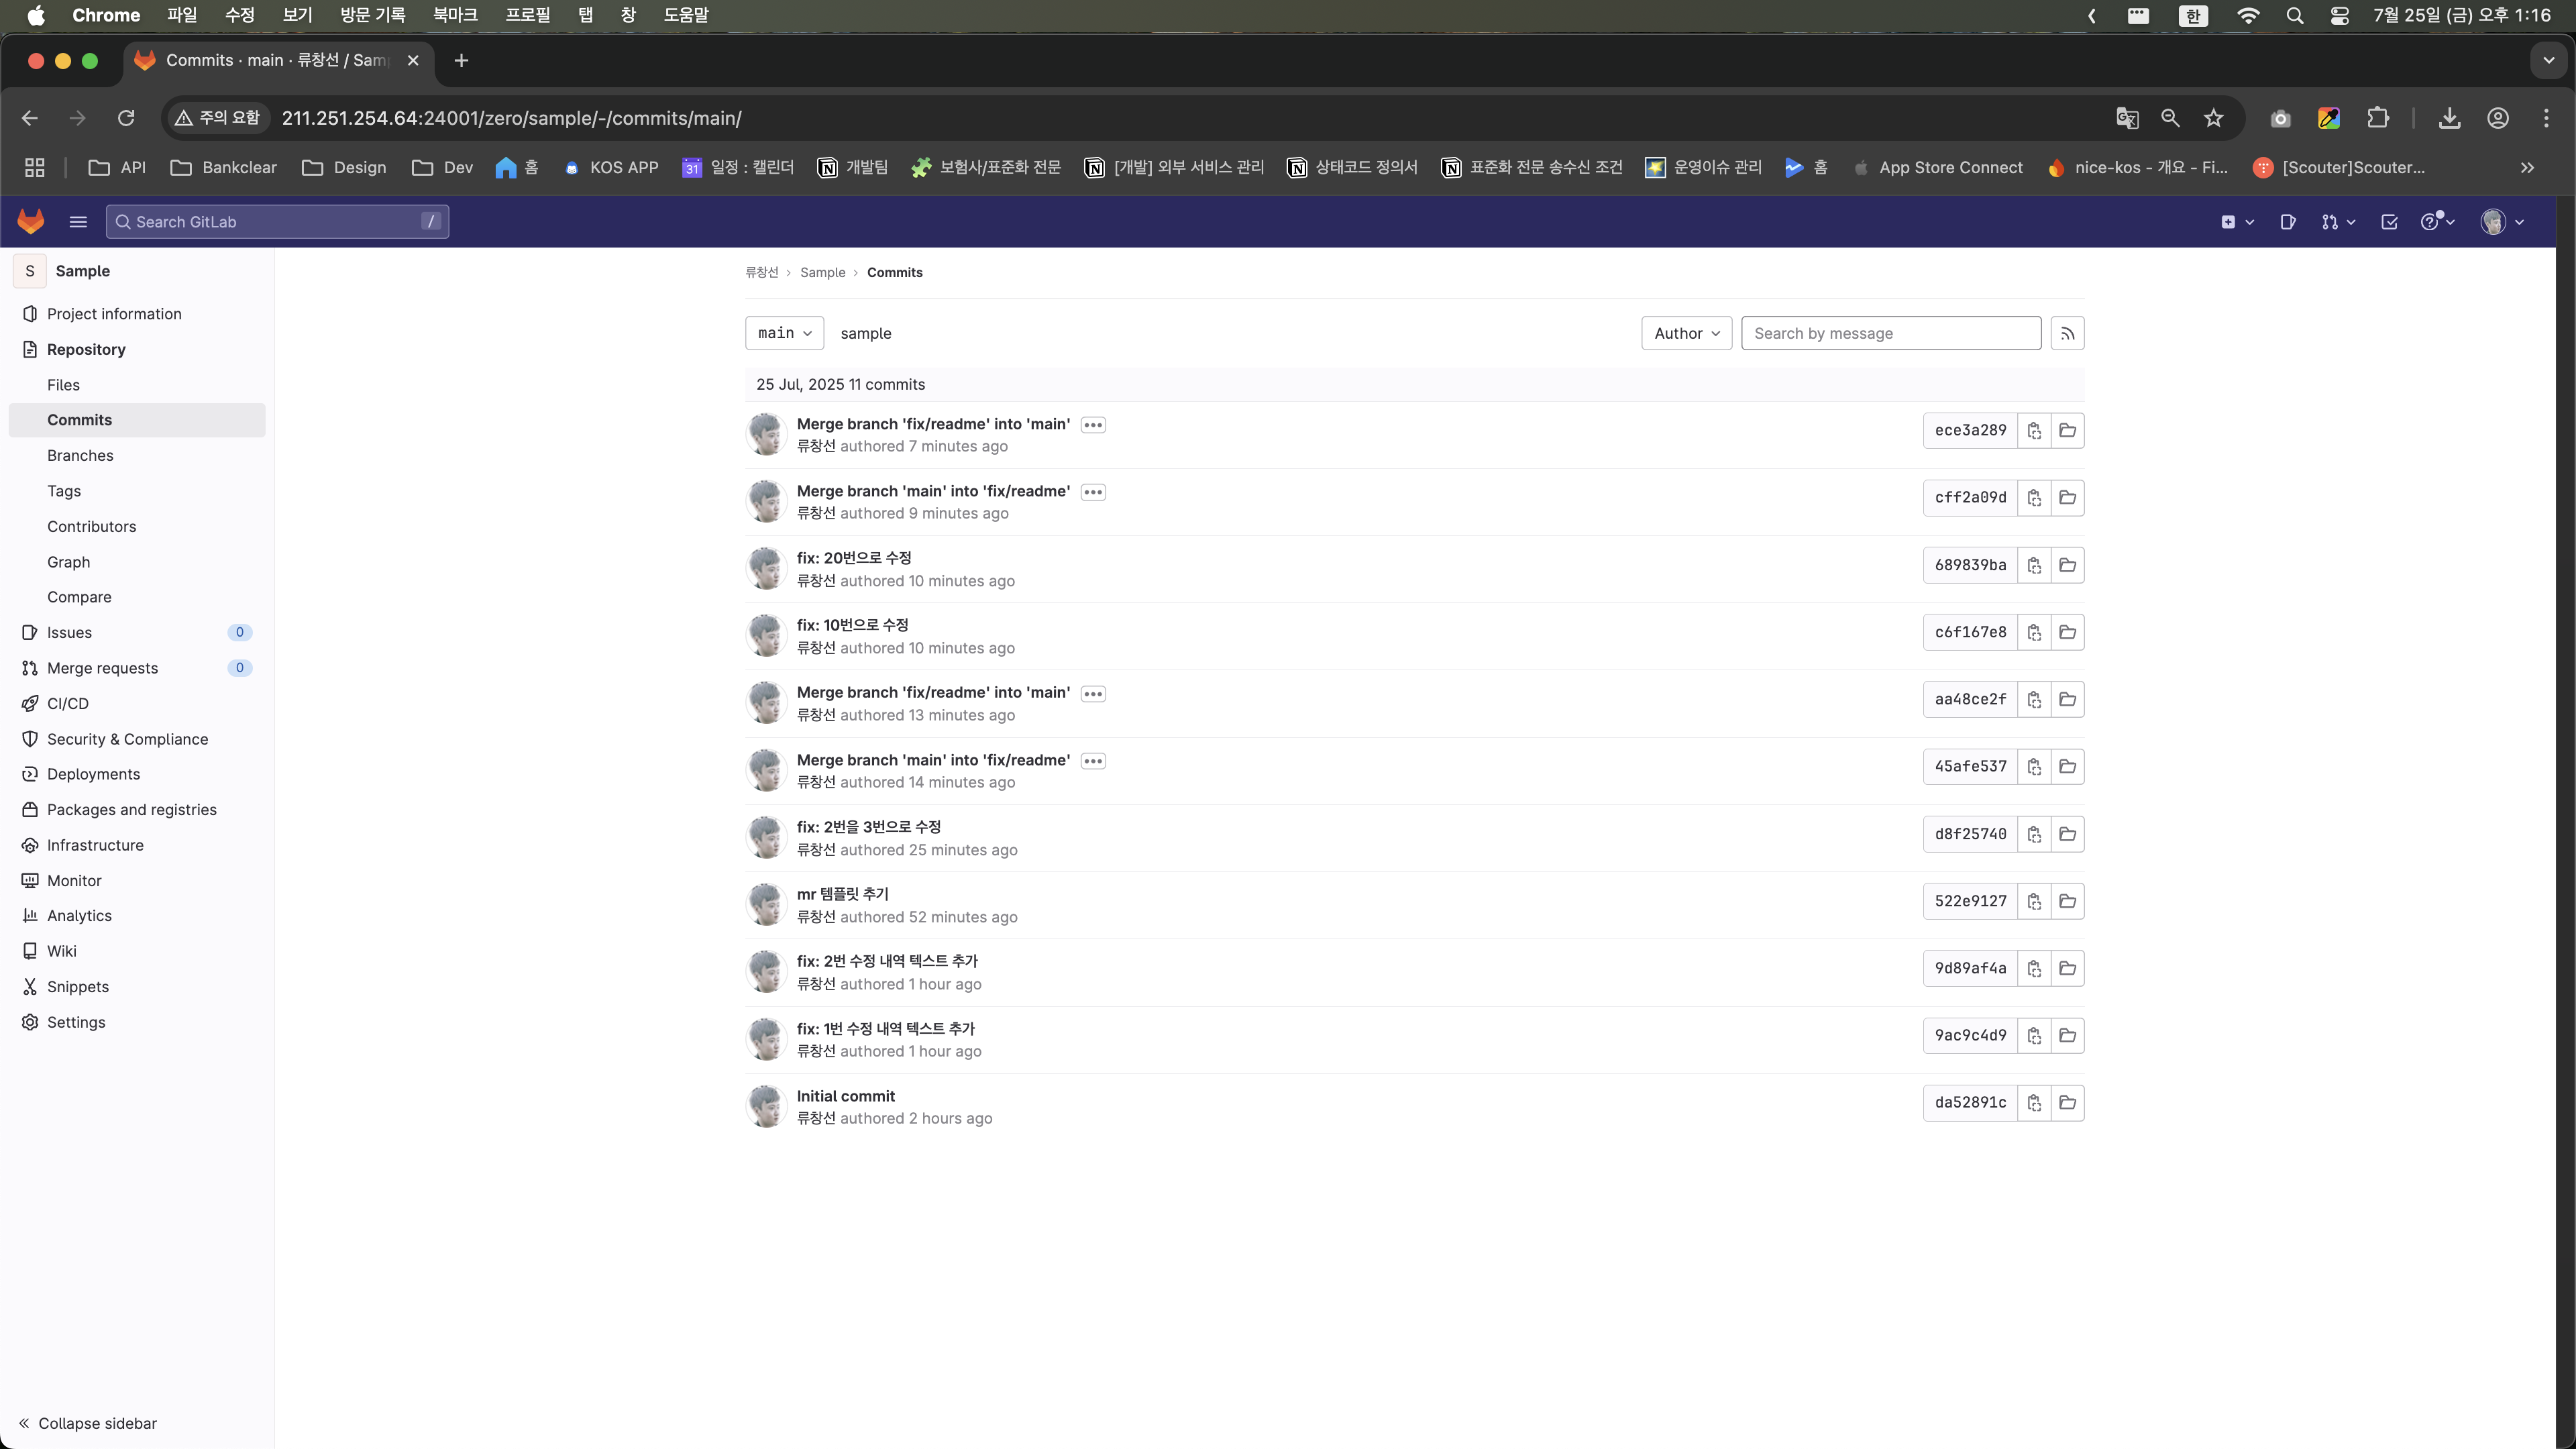 Chrome 파일 수정 보기 방문 기록 북마크 프로필 탭 창 도움말 한 7월 25일 (금) 오후 1:16
Commits · main · 류창선 / Sam
주의 요함 211.251.254.64:24001/zero/sample/-/commits/main/
API Bankclear Design Dev 홈 KOS APP 31 일정 : 캘린더 개발팀 보험사/표준화 전문 [개발] 외부 서비스 관리 상태코드 정의서 표준화 전문 송수신 조건 운영이슈 관리 홈 App Store Connect nice-kos - 개요 - Fi... [Scouter]Scouter...
Search GitLab /
S Sample
Project information
Repository
Files
Commits
Branches
Tags
Contributors
Graph
Compare
Issues 0
Merge requests 0
CI/CD
Security & Compliance
Deployments
Packages and registries
Infrastructure
Monitor
Analytics
Wiki
Snippets
Settings
Collapse sidebar
류창선 › Sample › Commits
main sample Author Search by message
25 Jul, 2025 11 commits
Merge branch 'fix/readme' into 'main' ece3a289
류창선 authored 7 minutes ago
Merge branch 'main' into 'fix/readme' cff2a09d
류창선 authored 9 minutes ago
fix: 20번으로 수정 689839ba
류창선 authored 10 minutes ago
fix: 10번으로 수정 c6f167e8
류창선 authored 10 minutes ago
Merge branch 'fix/readme' into 'main' aa48ce2f
류창선 authored 13 minutes ago
Merge branch 'main' into 'fix/readme' 45afe537
류창선 authored 14 minutes ago
fix: 2번을 3번으로 수정 d8f25740
류창선 authored 25 minutes ago
mr 템플릿 추기 522e9127
류창선 authored 52 minutes ago
fix: 2번 수정 내역 텍스트 추가 9d89af4a
류창선 authored 1 hour ago
fix: 1번 수정 내역 텍스트 추가 9ac9c4d9
류창선 authored 1 hour ago
Initial commit da52891c
류창선 authored 2 hours ago